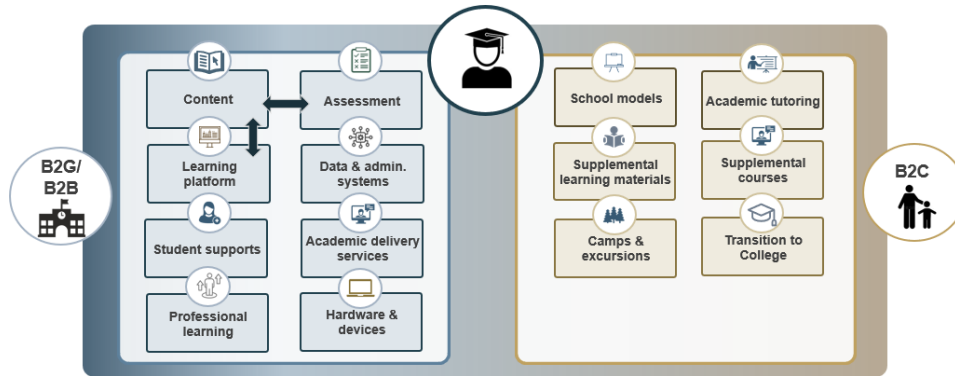 B2G/
B2B
Content
Assessment
Learning
platform
Data & admin.
systems
Student supports
Academic delivery
services
Professional
learning
Hardware &
devices
School models
Academic tutoring
Supplemental
learning materials
Supplemental
courses
Camps &
excursions
Transition to
College
B2C